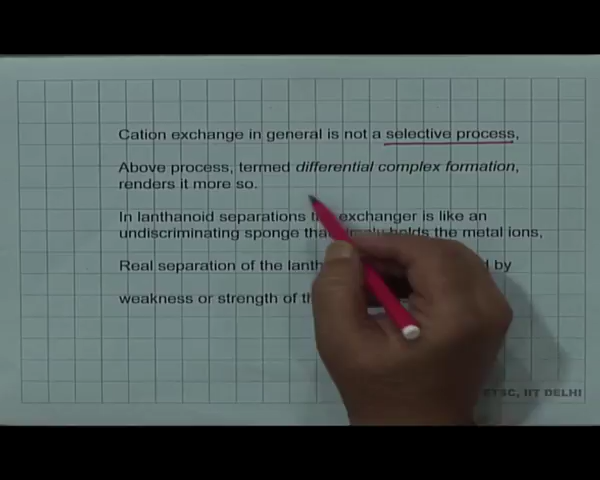 Cation exchange in general is not a selective process,
Above process, termed differential complex formation,
renders it more so.
In lanthanoid separations exchanger is like an
undiscriminating sponge holds the metal ions,
Real separation of the by
weakness or strength of
ETSC, IIT DELHI